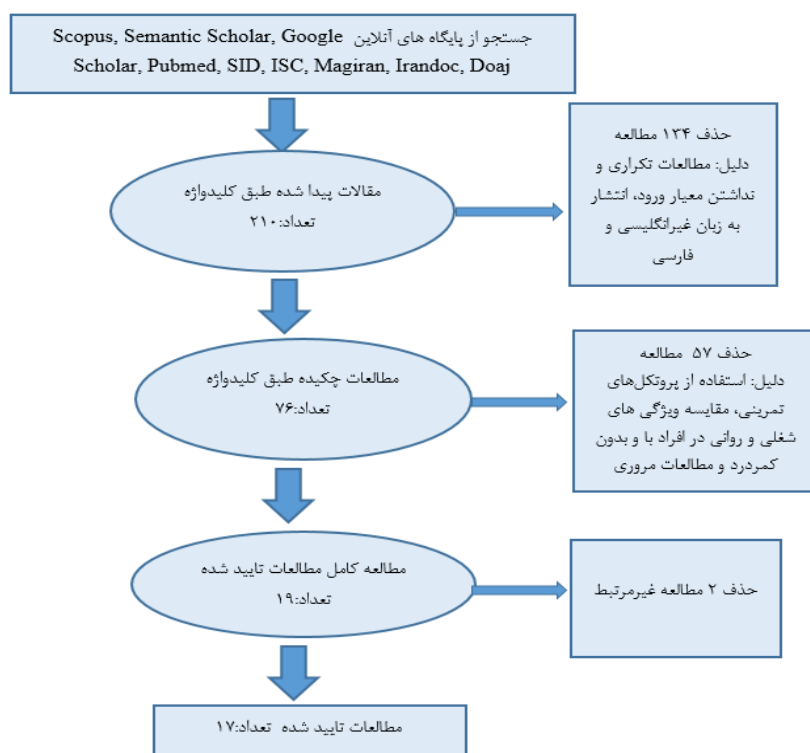 جستجو از پایگاه های آنلاین Scopus, Semantic Scholar, Google
Scholar, Pubmed, SID, ISC, Magiran, Irandoc, Doaj
مقالات پیدا شده طبق کلیدواژه
تعداد:۲۱۰
حذف ۱۳۴ مطالعه
دلیل: مطالعات تکراری و
نداشتن معیار ورود، انتشار
به زبان غیرانگلیسی و
فارسی
مطالعات چکیده طبق کلیدواژه
تعداد:۷۶
حذف ۵۷ مطالعه
دلیل: استفاده از پروتکل‌های
تمرینی، مقایسه ویژگی های
شغلی و روانی در افراد با و بدون
کمردرد و مطالعات مروری
مطالعه کامل مطالعات تایید شده
تعداد:۱۹
حذف ۲ مطالعه غیرمرتبط
مطالعات تایید شده تعداد:۱۷